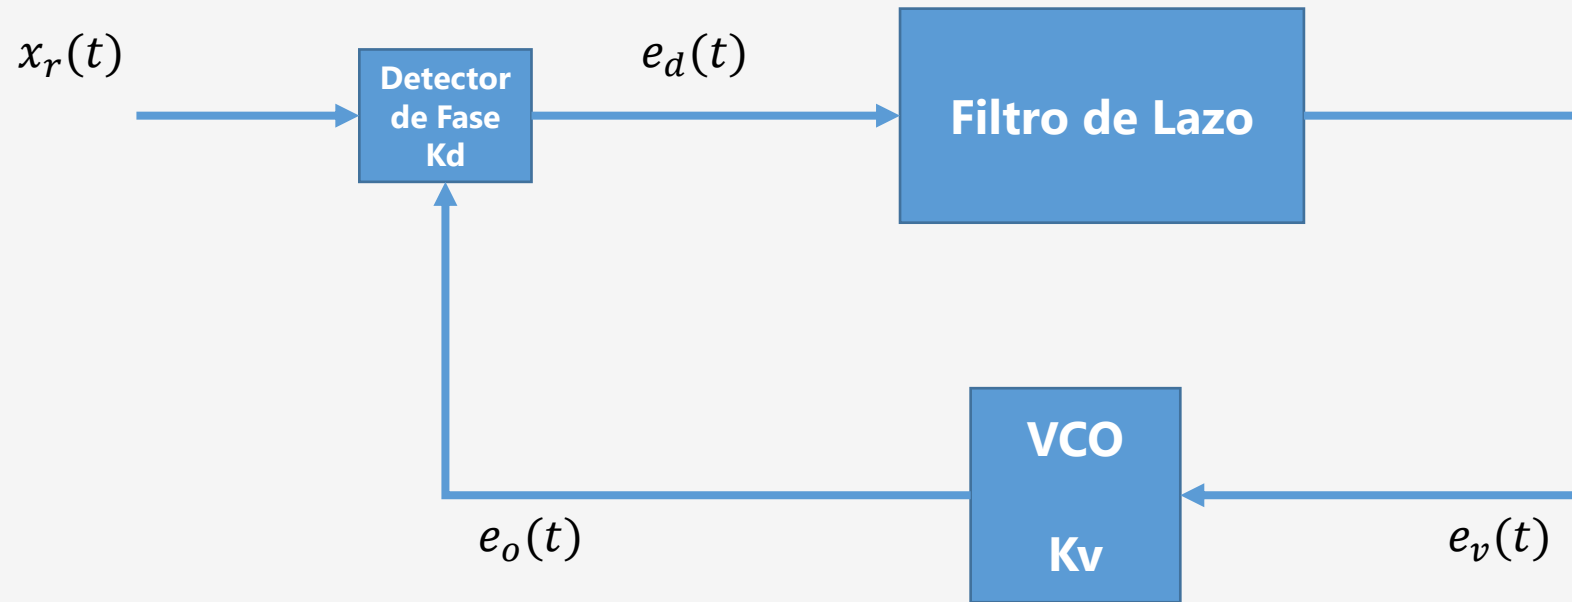 x_r(t)
Detector
de Fase
Kd
e_d(t)
Filtro de Lazo
VCO
Kv
e_o(t)
e_v(t)